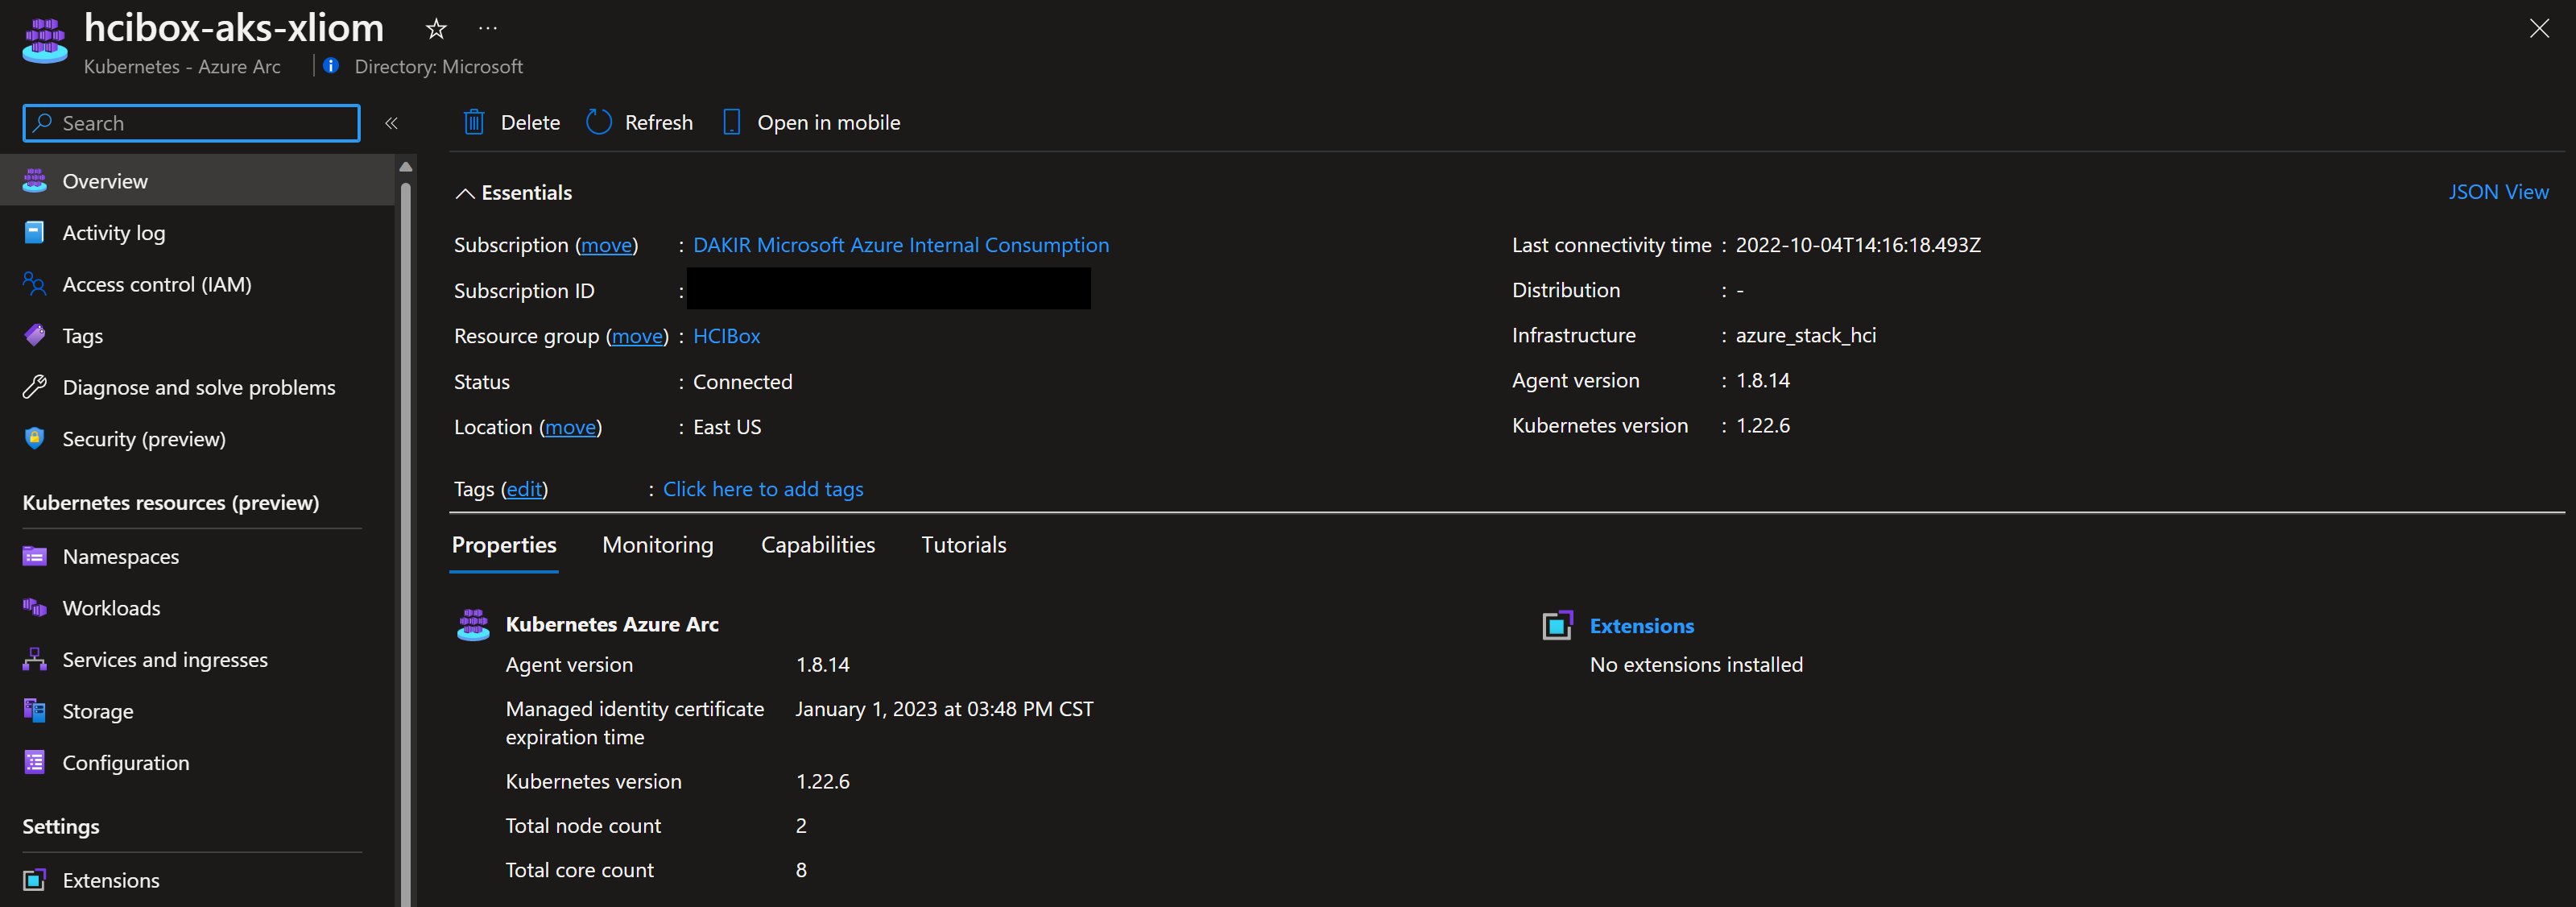 hcibox-aks-xliom
Kubernetes - Azure Arc
Directory: Microsoft
Search
Overview
Activity log
Access control (IAM)
Tags
Diagnose and solve problems
Security (preview)
Kubernetes resources (preview)
Namespaces
Workloads
Services and ingresses
Storage
Configuration
Settings
Extensions
Delete
Refresh
Open in mobile
Essentials
JSON View
Subscription (move) : DAKIR Microsoft Azure Internal Consumption
Subscription ID :
Resource group (move) : HCIBox
Status : Connected
Location (move) : East US
Last connectivity time : 2022-10-04T14:16:18.493Z
Distribution : -
Infrastructure : azure_stack_hci
Agent version : 1.8.14
Kubernetes version : 1.22.6
Tags (edit) : Click here to add tags
Properties Monitoring Capabilities Tutorials
Kubernetes Azure Arc
Agent version 1.8.14
Managed identity certificate January 1, 2023 at 03:48 PM CST
expiration time
Kubernetes version 1.22.6
Total node count 2
Total core count 8
Extensions
No extensions installed